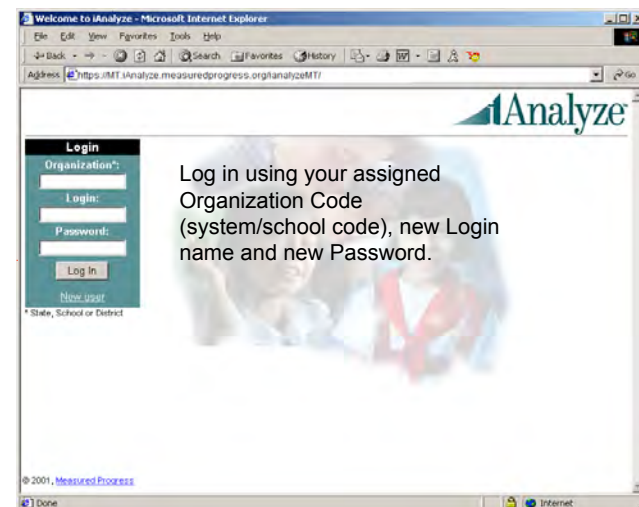 Welcome to iAnalyze - Microsoft Internet Explorer
File Edit View Favorites Tools Help
Back Search Favorites History
Address https://MT.iAnalyze.measuredprogress.org/ianalyzeMT/ Go
iAnalyze
Login
Organization*:
Login:
Password:
Log In
New user
* State, School or District
Log in using your assigned
Organization Code
(system/school code), new Login
name and new Password.
© 2001, Measured Progress
Done Internet